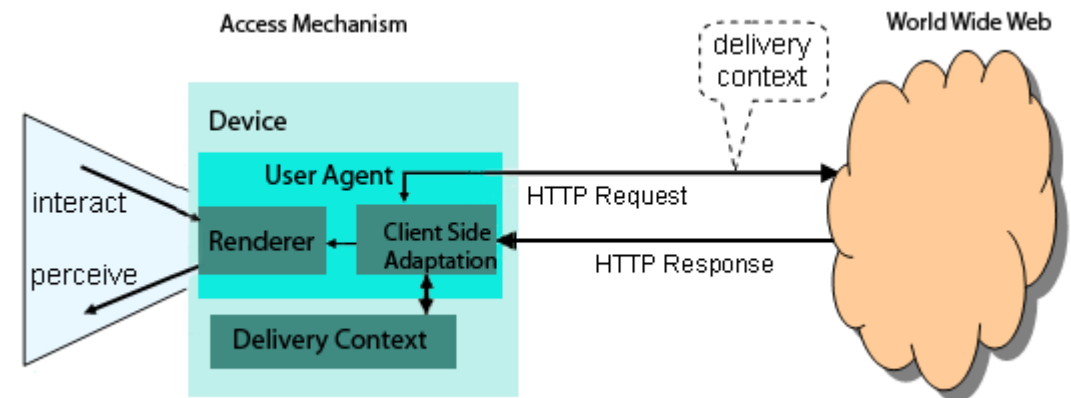 Access Mechanism
World Wide Web
delivery
context
Device
User Agent
HTTP Request
interact
Renderer
Client Side
Adaptation
HTTP Response
perceive
Delivery Context